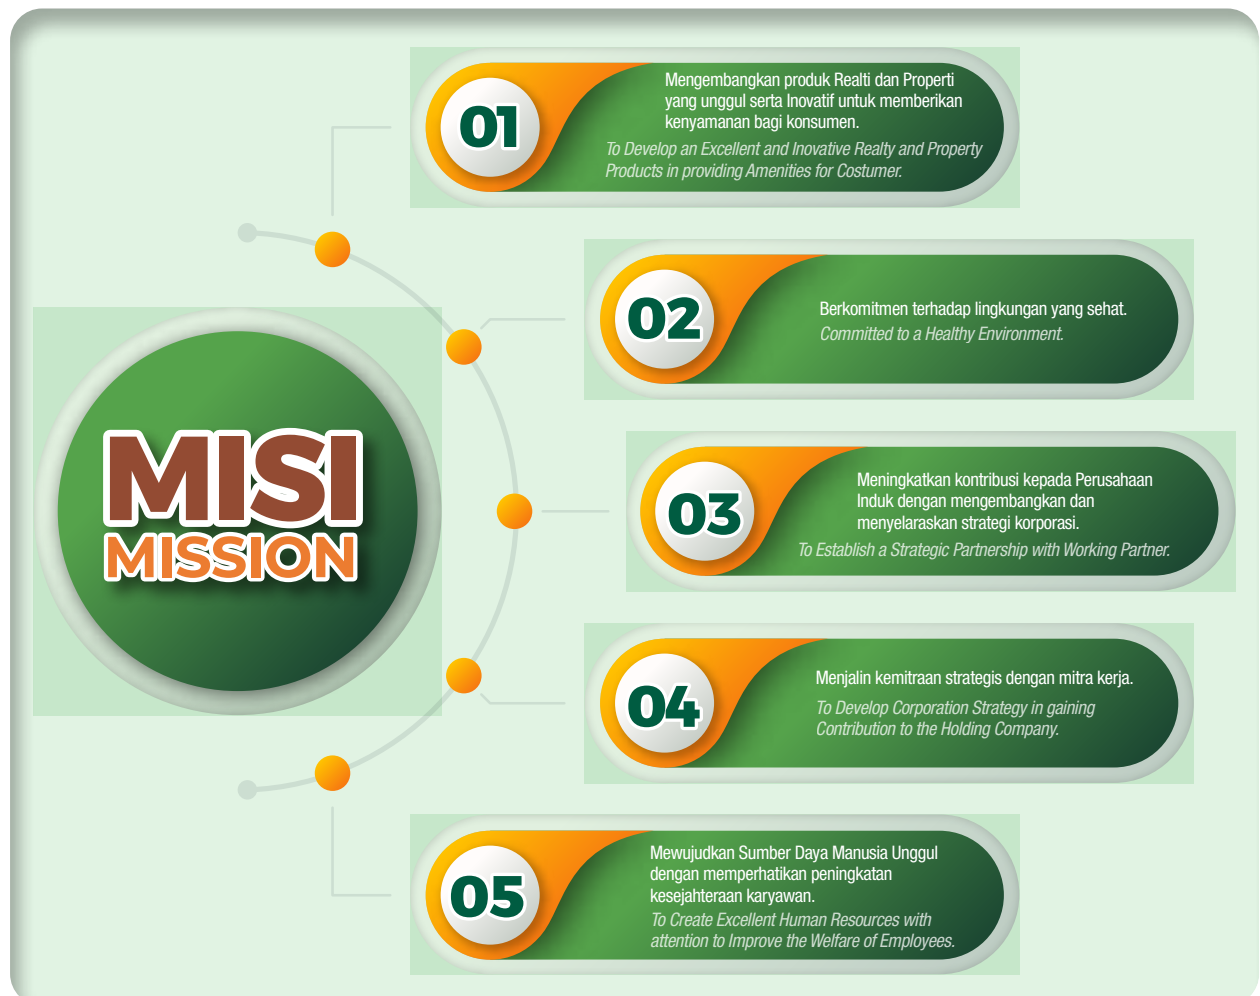 MISI
MISSION
01
Mengembangkan produk Realti dan Properti
yang unggul serta Inovatif untuk memberikan
kenyamanan bagi konsumen.
To Develop an Excellent and Inovative Realty and Property
Products in providing Amenities for Costumer.
02
Berkomitmen terhadap lingkungan yang sehat.
Committed to a Healthy Environment.
03
Meningkatkan kontribusi kepada Perusahaan
Induk dengan mengembangkan dan
menyelaraskan strategi korporasi.
To Establish a Strategic Partnership with Working Partner.
04
Menjalin kemitraan strategis dengan mitra kerja.
To Develop Corporation Strategy in gaining
Contribution to the Holding Company.
05
Mewujudkan Sumber Daya Manusia Unggul
dengan memperhatikan peningkatan
kesejahteraan karyawan.
To Create Excellent Human Resources with
attention to Improve the Welfare of Employees.